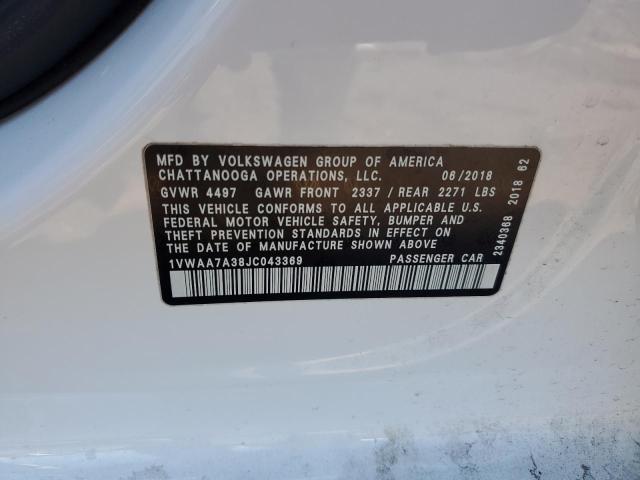 MFD BY VOLKSWAGEN GROUP OF AMERICA
CHATTANOOGA OPERATIONS, LLC. 06/2018
GVWR 4497 GAWR FRONT 2337 / REAR 2271 LBS
THIS VEHICLE CONFORMS TO ALL APPLICABLE U.S.
FEDERAL MOTOR VEHICLE SAFETY, BUMPER AND
THEFT PREVENTION STANDARDS IN EFFECT ON
THE DATE OF MANUFACTURE SHOWN ABOVE
1VWAA7A38JC043369 PASSENGER CAR
2340368 2018 62